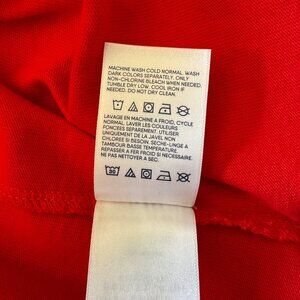 MACHINE WASH COLD NORMAL. WASH
DARK COLORS SEPARATELY, ONLY
NON-CHLORINE BLEACH WHEN NEEDED.
TUMBLE DRY LOW. COOL IRON IF
NEEDED. DO NOT DRY CLEAN.
LAVAGE EN MACHINE A FROID, CYCLE
NORMAL. LAVER LES COULEURS
FONCEES SEPAREMENT. UTILISER
UNIQUEMENT DE LA JAVEL NON
CHLOREE SI BESOIN. SECHE-LINGE A
TAMBOUR BASSE TEMPERATURE.
REPASSER A FER FROID SI NECESSAIRE.
NE PAS NETTOYER A SEC.
30